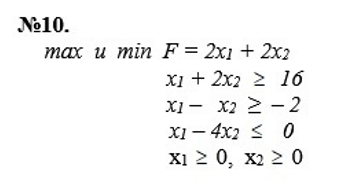 №10.
max и min F = 2x₁ + 2x₂
x₁ + 2x₂ ≥ 16
x₁ − x₂ ≥ − 2
x₁ − 4x₂ ≤ 0
x₁ ≥ 0, x₂ ≥ 0